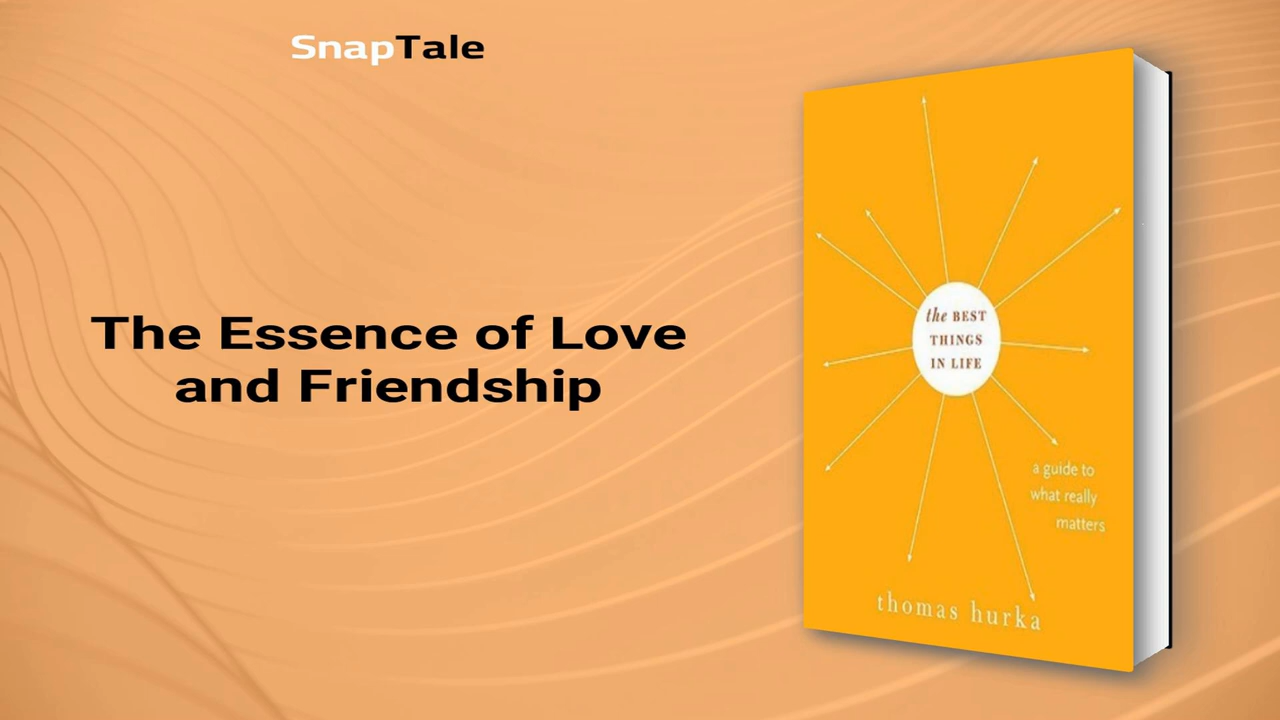 SnapTale
The Essence of Love
and Friendship
the BEST
THINGS
IN LIFE
a guide to
what really
matters
thomas hurka